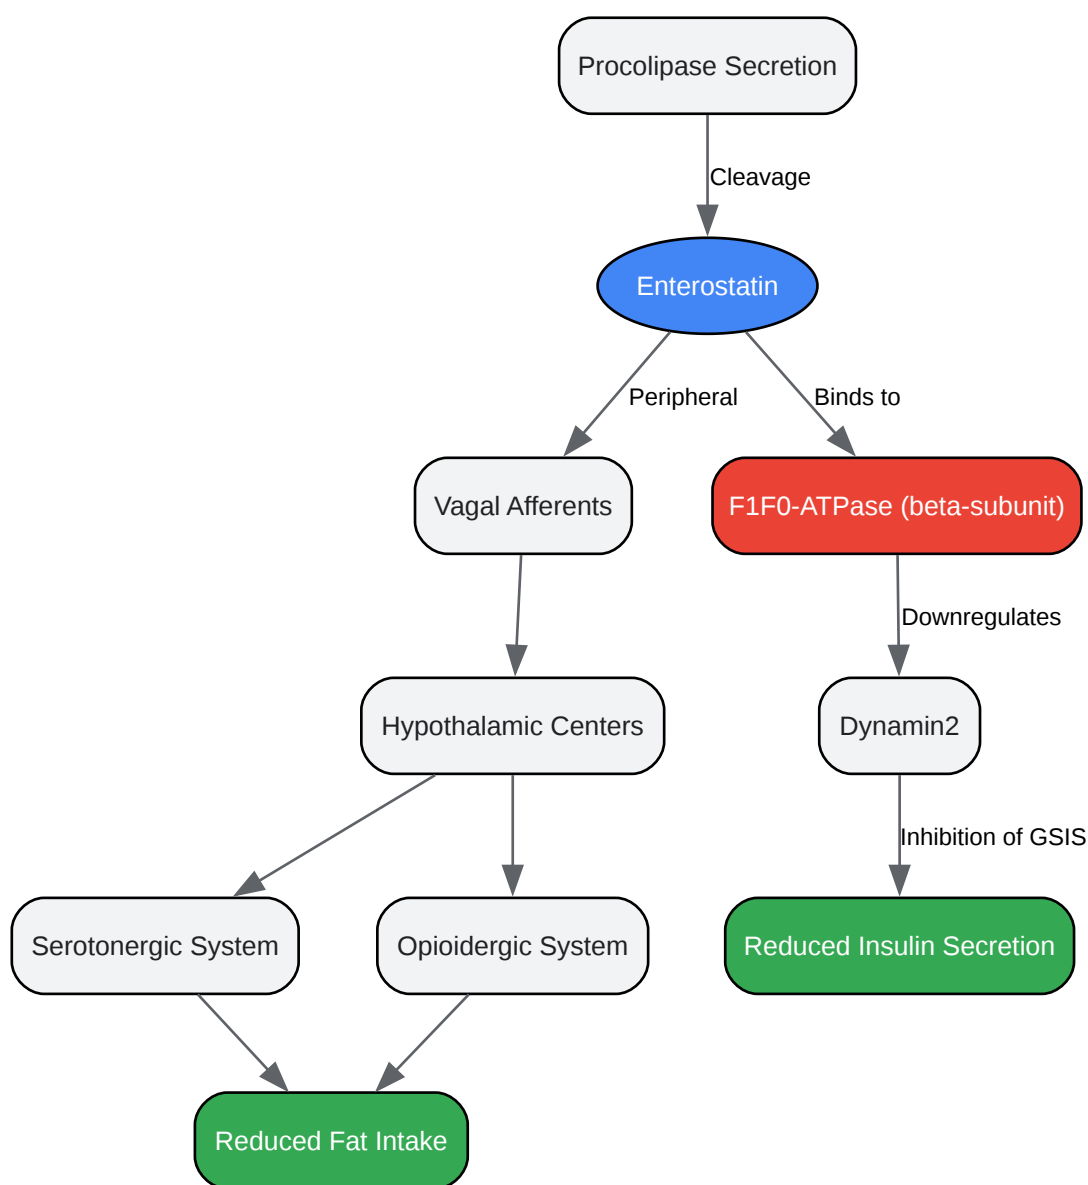 Procolipase Secretion
Cleavage
Enterostatin
Peripheral
Binds to
Vagal Afferents
F1F0-ATPase (beta-subunit)
Downregulates
Hypothalamic Centers
Dynamin2
Inhibition of GSIS
Serotonergic System
Opioidergic System
Reduced Insulin Secretion
Reduced Fat Intake